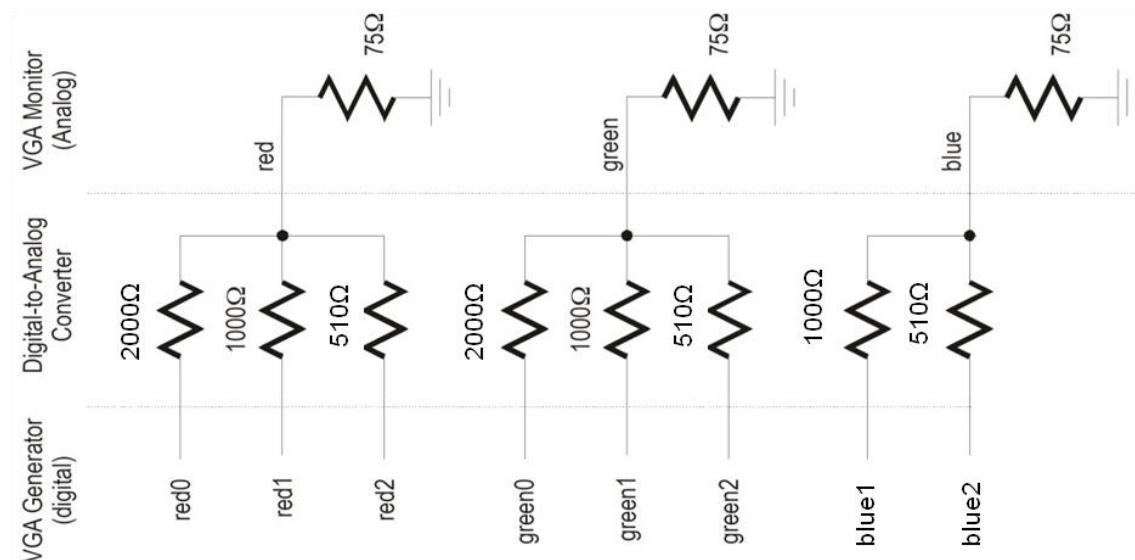 VGA Monitor
(Analog)
75Ω
75Ω
75Ω
red
green
blue
Digital-to-Analog
Converter
2000Ω
1000Ω
510Ω
2000Ω
1000Ω
510Ω
1000Ω
510Ω
VGA Generator
(digital)
red0
red1
red2
green0
green1
green2
blue1
blue2